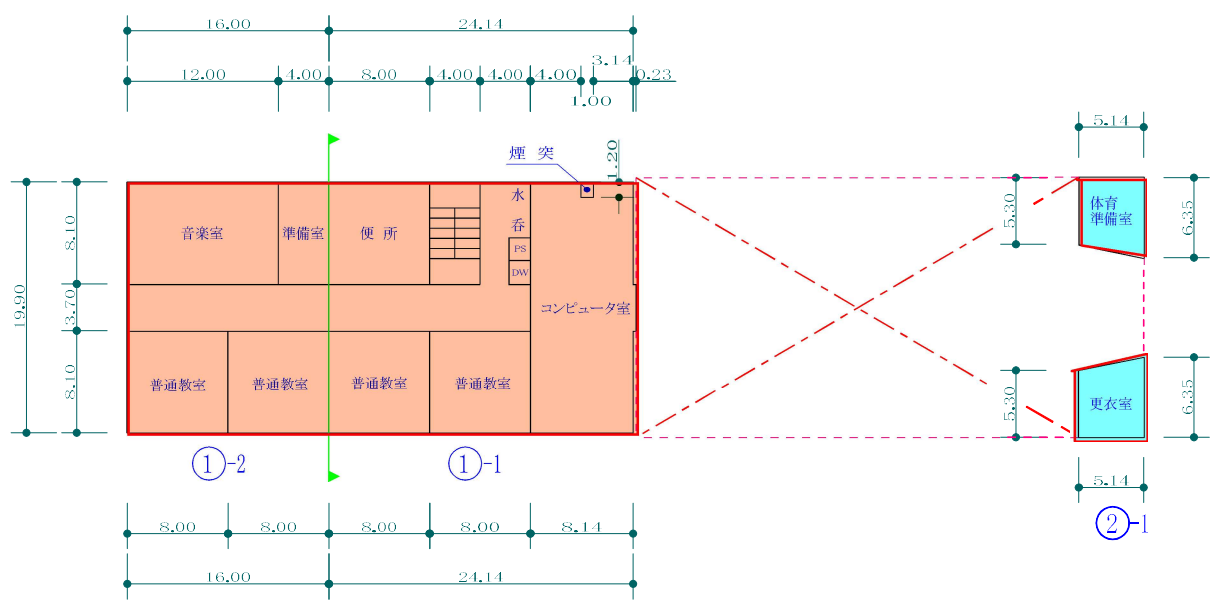 16.00 24.14
3.14
12.00 4.00 8.00 4.00 4.00 4.00 0.23
1.00
5.14
1.20
煙 突
水
呑
音楽室 準備室 便 所
PS
DW
コンピュータ室
普通教室 普通教室 普通教室 普通教室
8.10
3.70
8.10
19.90
体育
準備室
5.30
6.35
更衣室
5.30
6.35
①-2 ①-1
5.14
②-1
8.00 8.00 8.00 8.00 8.14
16.00 24.14